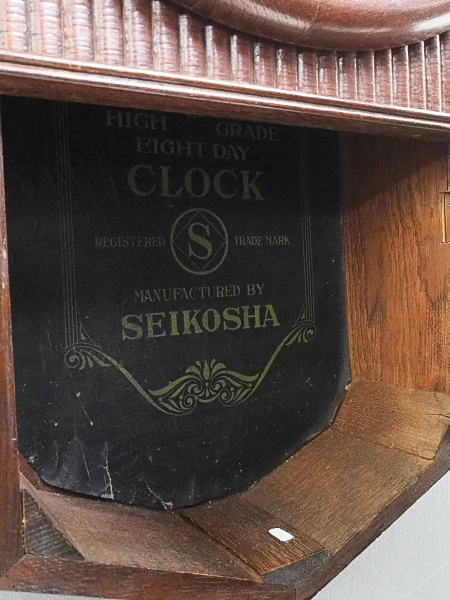 HIGH GRADE
EIGHT DAY
CLOCK
REGISTERED S TRADE MARK
MANUFACTURED BY
SEIKOSHA